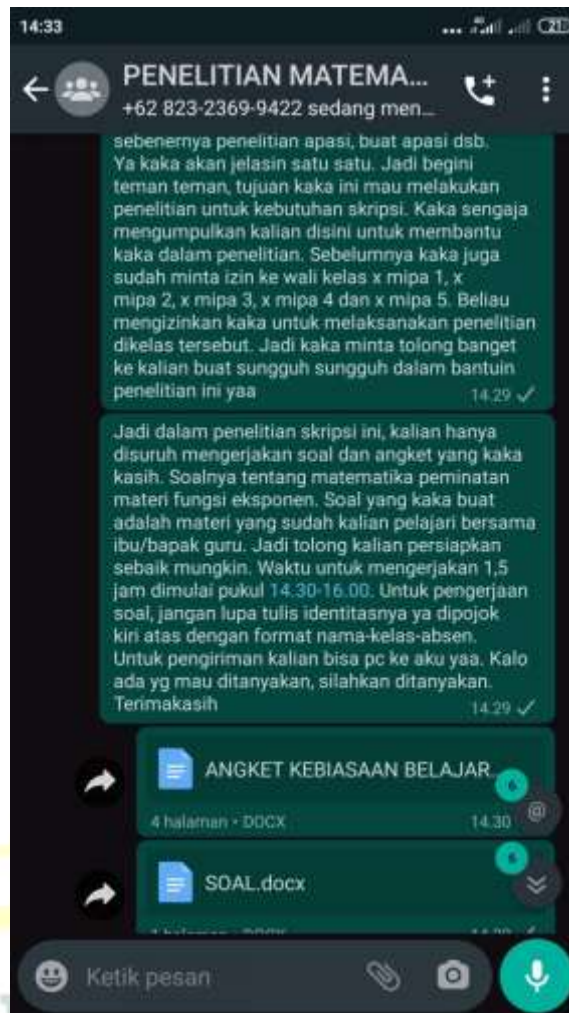 14:33
PENELITIAN MATEMA...
+62 823-2369-9422 sedang men...
sebenernya penelitian apasi, buat apasi dsb.
Ya kaka akan jelasin satu satu. Jadi begini
teman teman, tujuan kaka ini mau melakukan
penelitian untuk kebutuhan skripsi. Kaka sengaja
mengumpulkan kalian disini untuk membantu
kaka dalam penelitian. Sebelumnya kaka juga
sudah minta izin ke wali kelas x mipa 1, x
mipa 2, x mipa 3, x mipa 4 dan x mipa 5. Beliau
mengizinkan kaka untuk melaksanakan penelitian
dikelas tersebut. Jadi kaka minta tolong banget
ke kalian buat sungguh sungguh dalam bantuin
penelitian ini yaa
14.29
Jadi dalam penelitian skripsi ini, kalian hanya
disuruh mengerjakan soal dan angket yang kaka
kasih. Soalnya tentang matematika peminatan
materi fungsi eksponen. Soal yang kaka buat
adalah materi yang sudah kalian pelajari bersama
ibu/bapak guru. Jadi tolong kalian persiapkan
sebaik mungkin. Waktu untuk mengerjakan 1,5
jam dimulai pukul 14.30-16.00. Untuk pengerjaan
soal, jangan lupa tulis identitasnya ya dipojok
kiri atas dengan format nama-kelas-absen.
Untuk pengiriman kalian bisa pc ke aku yaa. Kalo
ada yg mau ditanyakan, silahkan ditanyakan.
Terimakasih
14.29
ANGKET KEBIASAAN BELAJAR...
4 halaman • DOCX 14.30
@
SOAL.docx
Ketik pesan